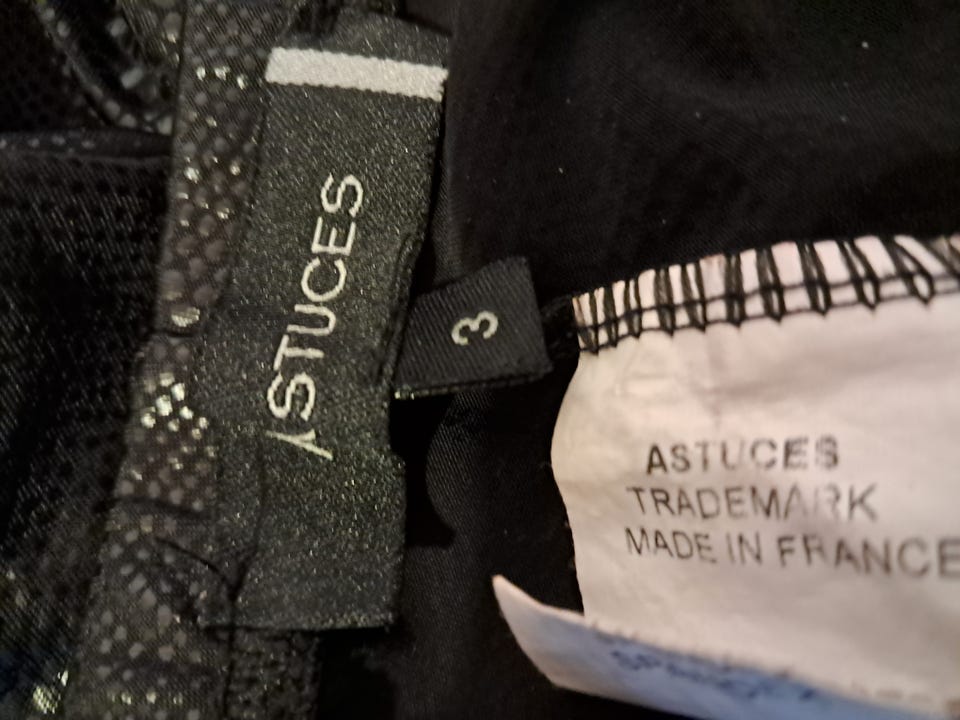 ASTUCES
3
ASTUCES
TRADEMARK
MADE IN FRANCE